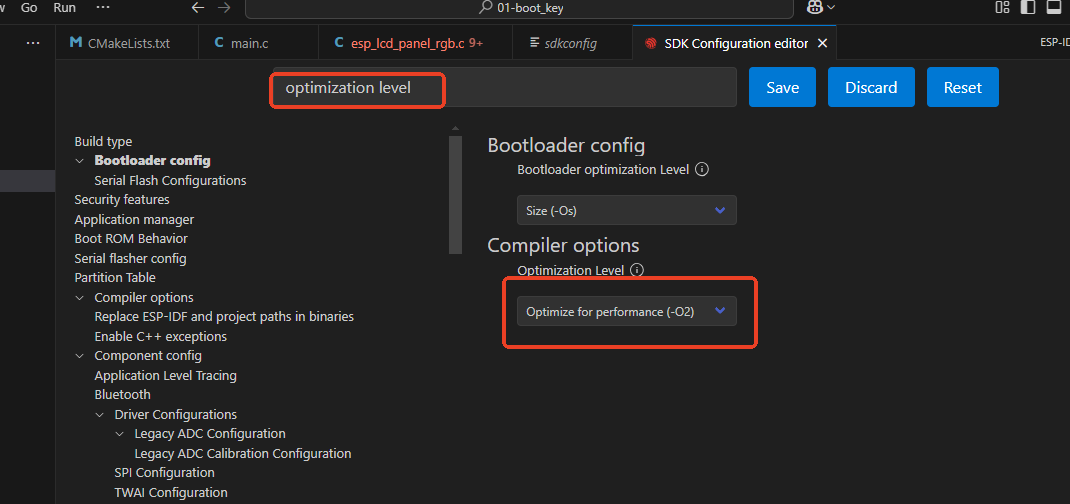 Go Run ··· ← → 01-boot_key
··· M CMakeLists.txt C main.c C esp_lcd_panel_rgb.c 9+ sdkconfig SDK Configuration editor × ESP-ID
optimization level Save Discard Reset
Build type
Bootloader config
Serial Flash Configurations
Security features
Application manager
Boot ROM Behavior
Serial flasher config
Partition Table
Compiler options
Replace ESP-IDF and project paths in binaries
Enable C++ exceptions
Component config
Application Level Tracing
Bluetooth
Driver Configurations
Legacy ADC Configuration
Legacy ADC Calibration Configuration
SPI Configuration
TWAI Configuration
Bootloader config
Bootloader optimization Level
Size (-Os)
Compiler options
Optimization Level
Optimize for performance (-O2)